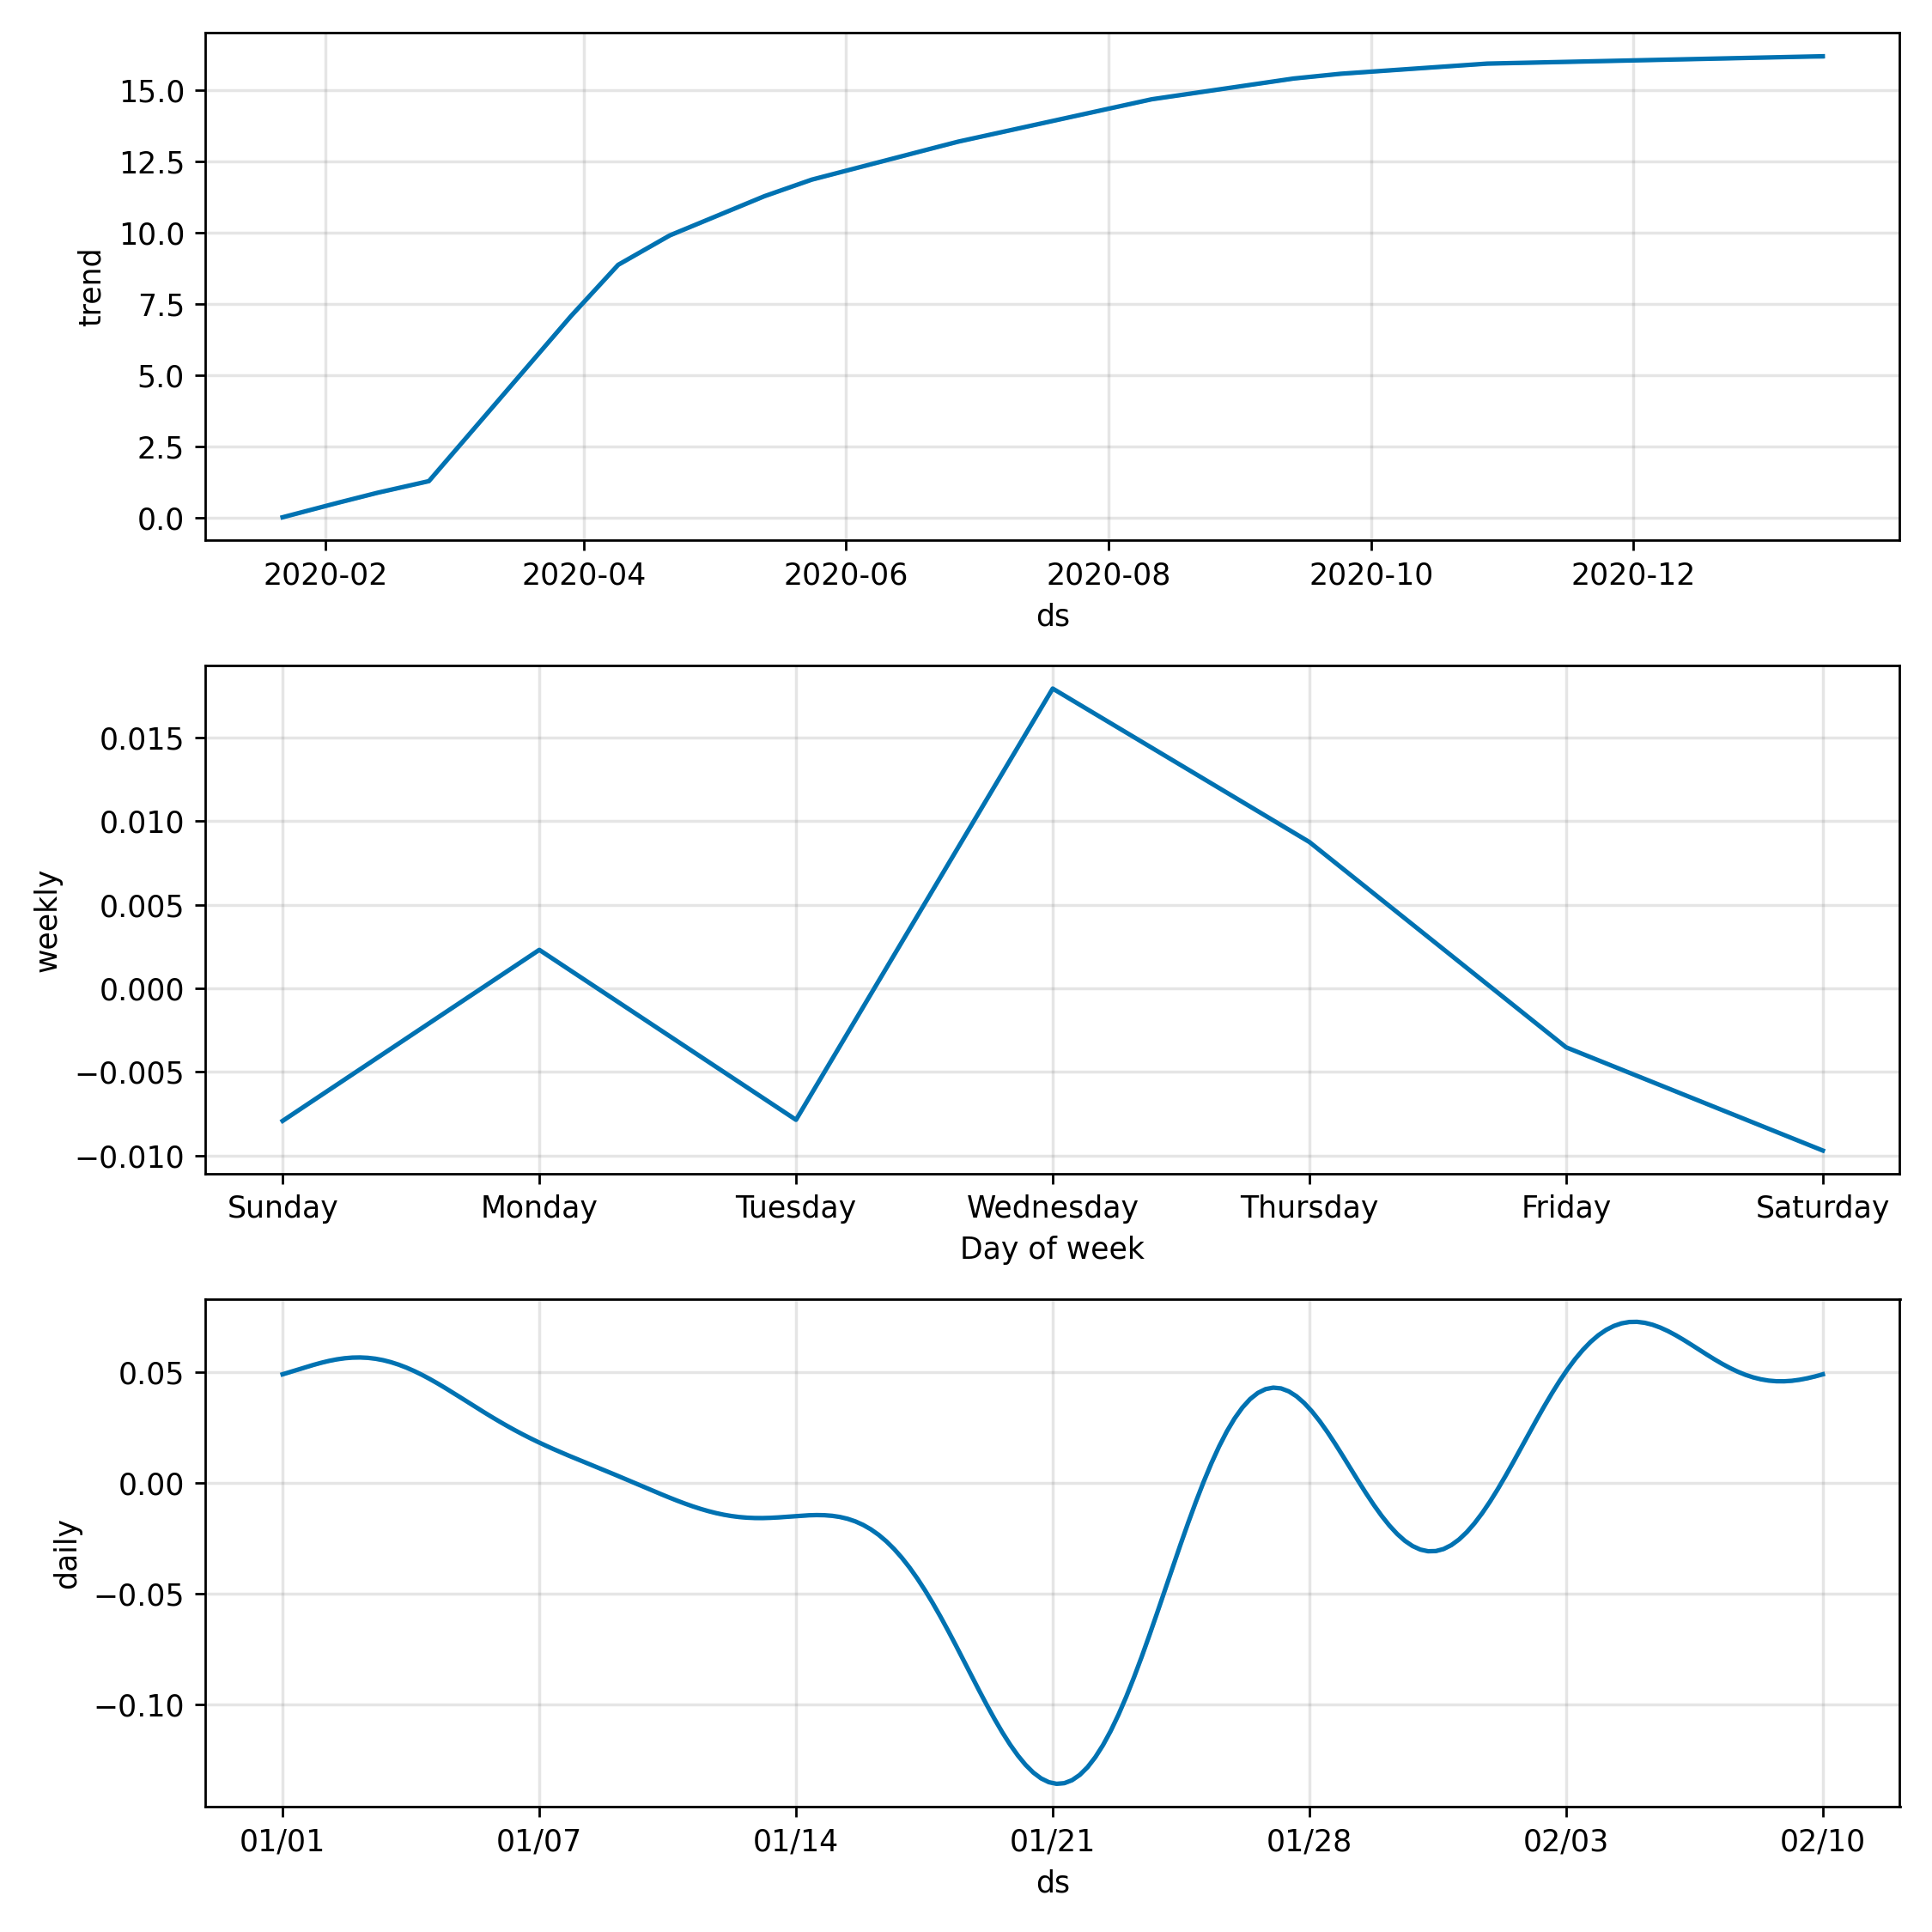 trend
15.0
12.5
10.0
7.5
5.0
2.5
0.0
2020-02 2020-04 2020-06 2020-08 2020-10 2020-12
ds
weekly
0.015
0.010
0.005
0.000
−0.005
−0.010
Sunday Monday Tuesday Wednesday Thursday Friday Saturday
Day of week
daily
0.05
0.00
−0.05
−0.10
01/01 01/07 01/14 01/21 01/28 02/03 02/10
ds